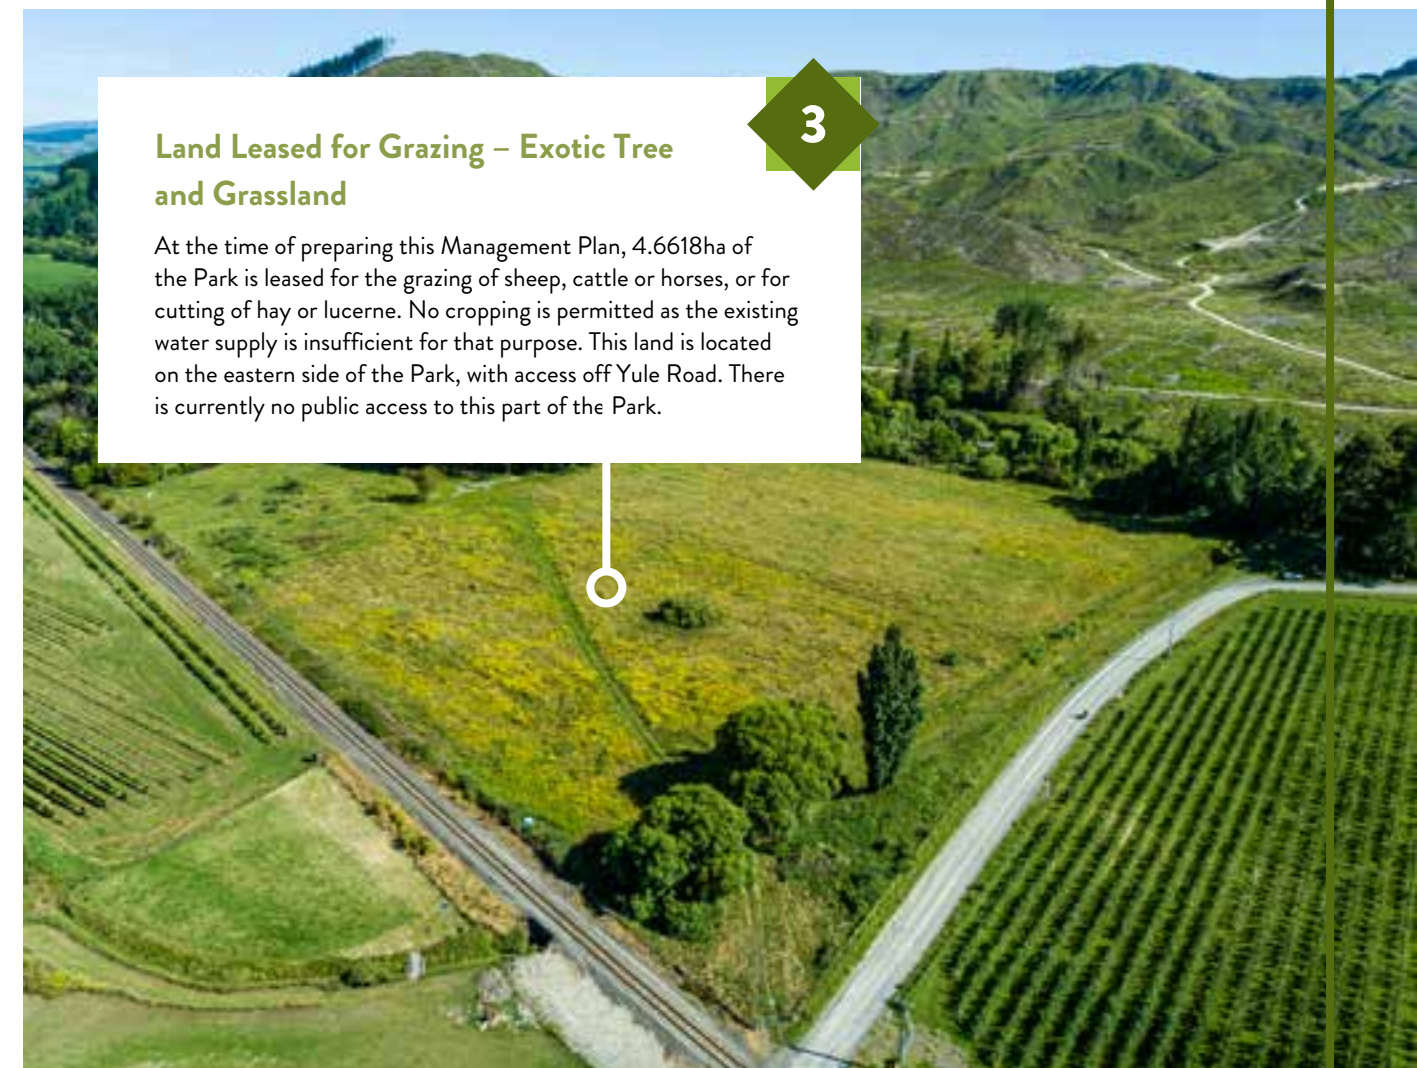 3
Land Leased for Grazing – Exotic Tree
and Grassland
At the time of preparing this Management Plan, 4.6618ha of
the Park is leased for the grazing of sheep, cattle or horses, or for
cutting of hay or lucerne. No cropping is permitted as the existing
water supply is insufficient for that purpose. This land is located
on the eastern side of the Park, with access off Yule Road. There
is currently no public access to this part of the Park.